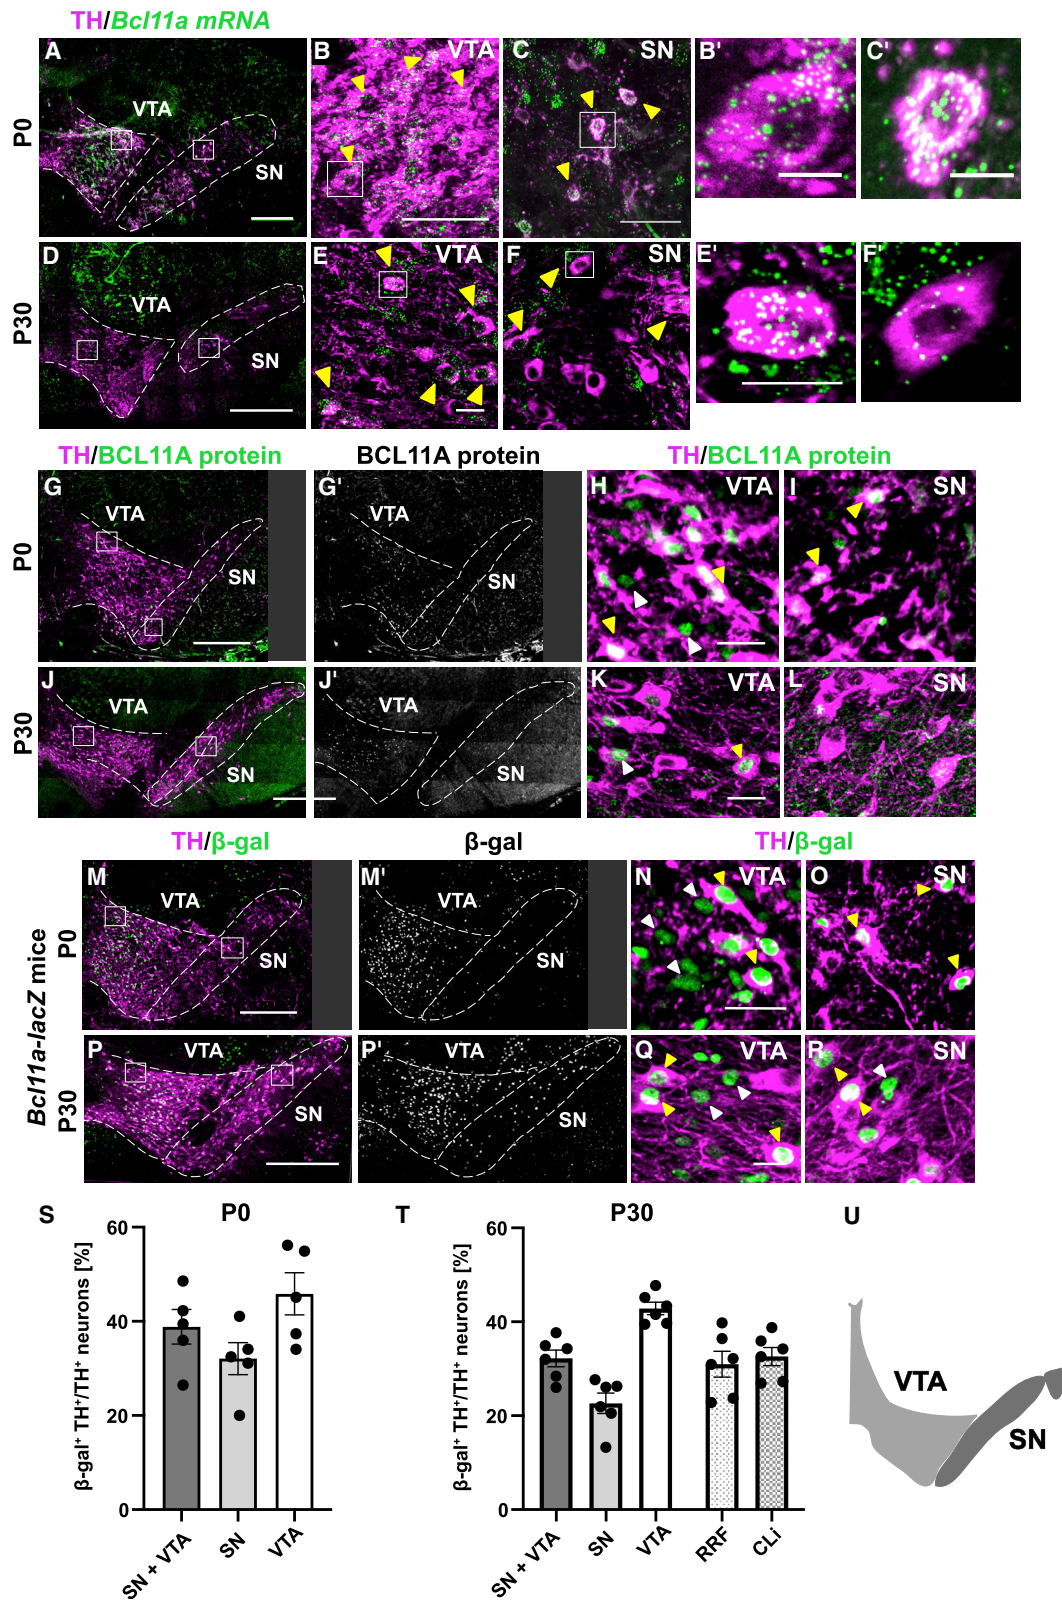 TH/Bcl11a mRNA
A
VTA
SN
B
VTA
C
SN
B'
C'
P0
D
VTA
SN
E
VTA
F
SN
E'
F'
P30
TH/BCL11A protein
BCL11A protein
TH/BCL11A protein
G
VTA
SN
G'
VTA
SN
H
VTA
I
SN
P0
J
VTA
SN
J'
VTA
SN
K
VTA
L
SN
P30
TH/β-gal
β-gal
TH/β-gal
Bcl11a-lacZ mice
M
VTA
SN
M'
VTA
SN
N
VTA
O
SN
P0
P
VTA
SN
P'
VTA
SN
Q
VTA
R
SN
P30
S
P0
β-gal⁺ TH⁺/TH⁺ neurons [%]
60
40
20
0
SN + VTA
SN
VTA
T
P30
β-gal⁺ TH⁺/TH⁺ neurons [%]
60
40
20
0
SN + VTA
SN
VTA
RRF
CLi
U
VTA
SN